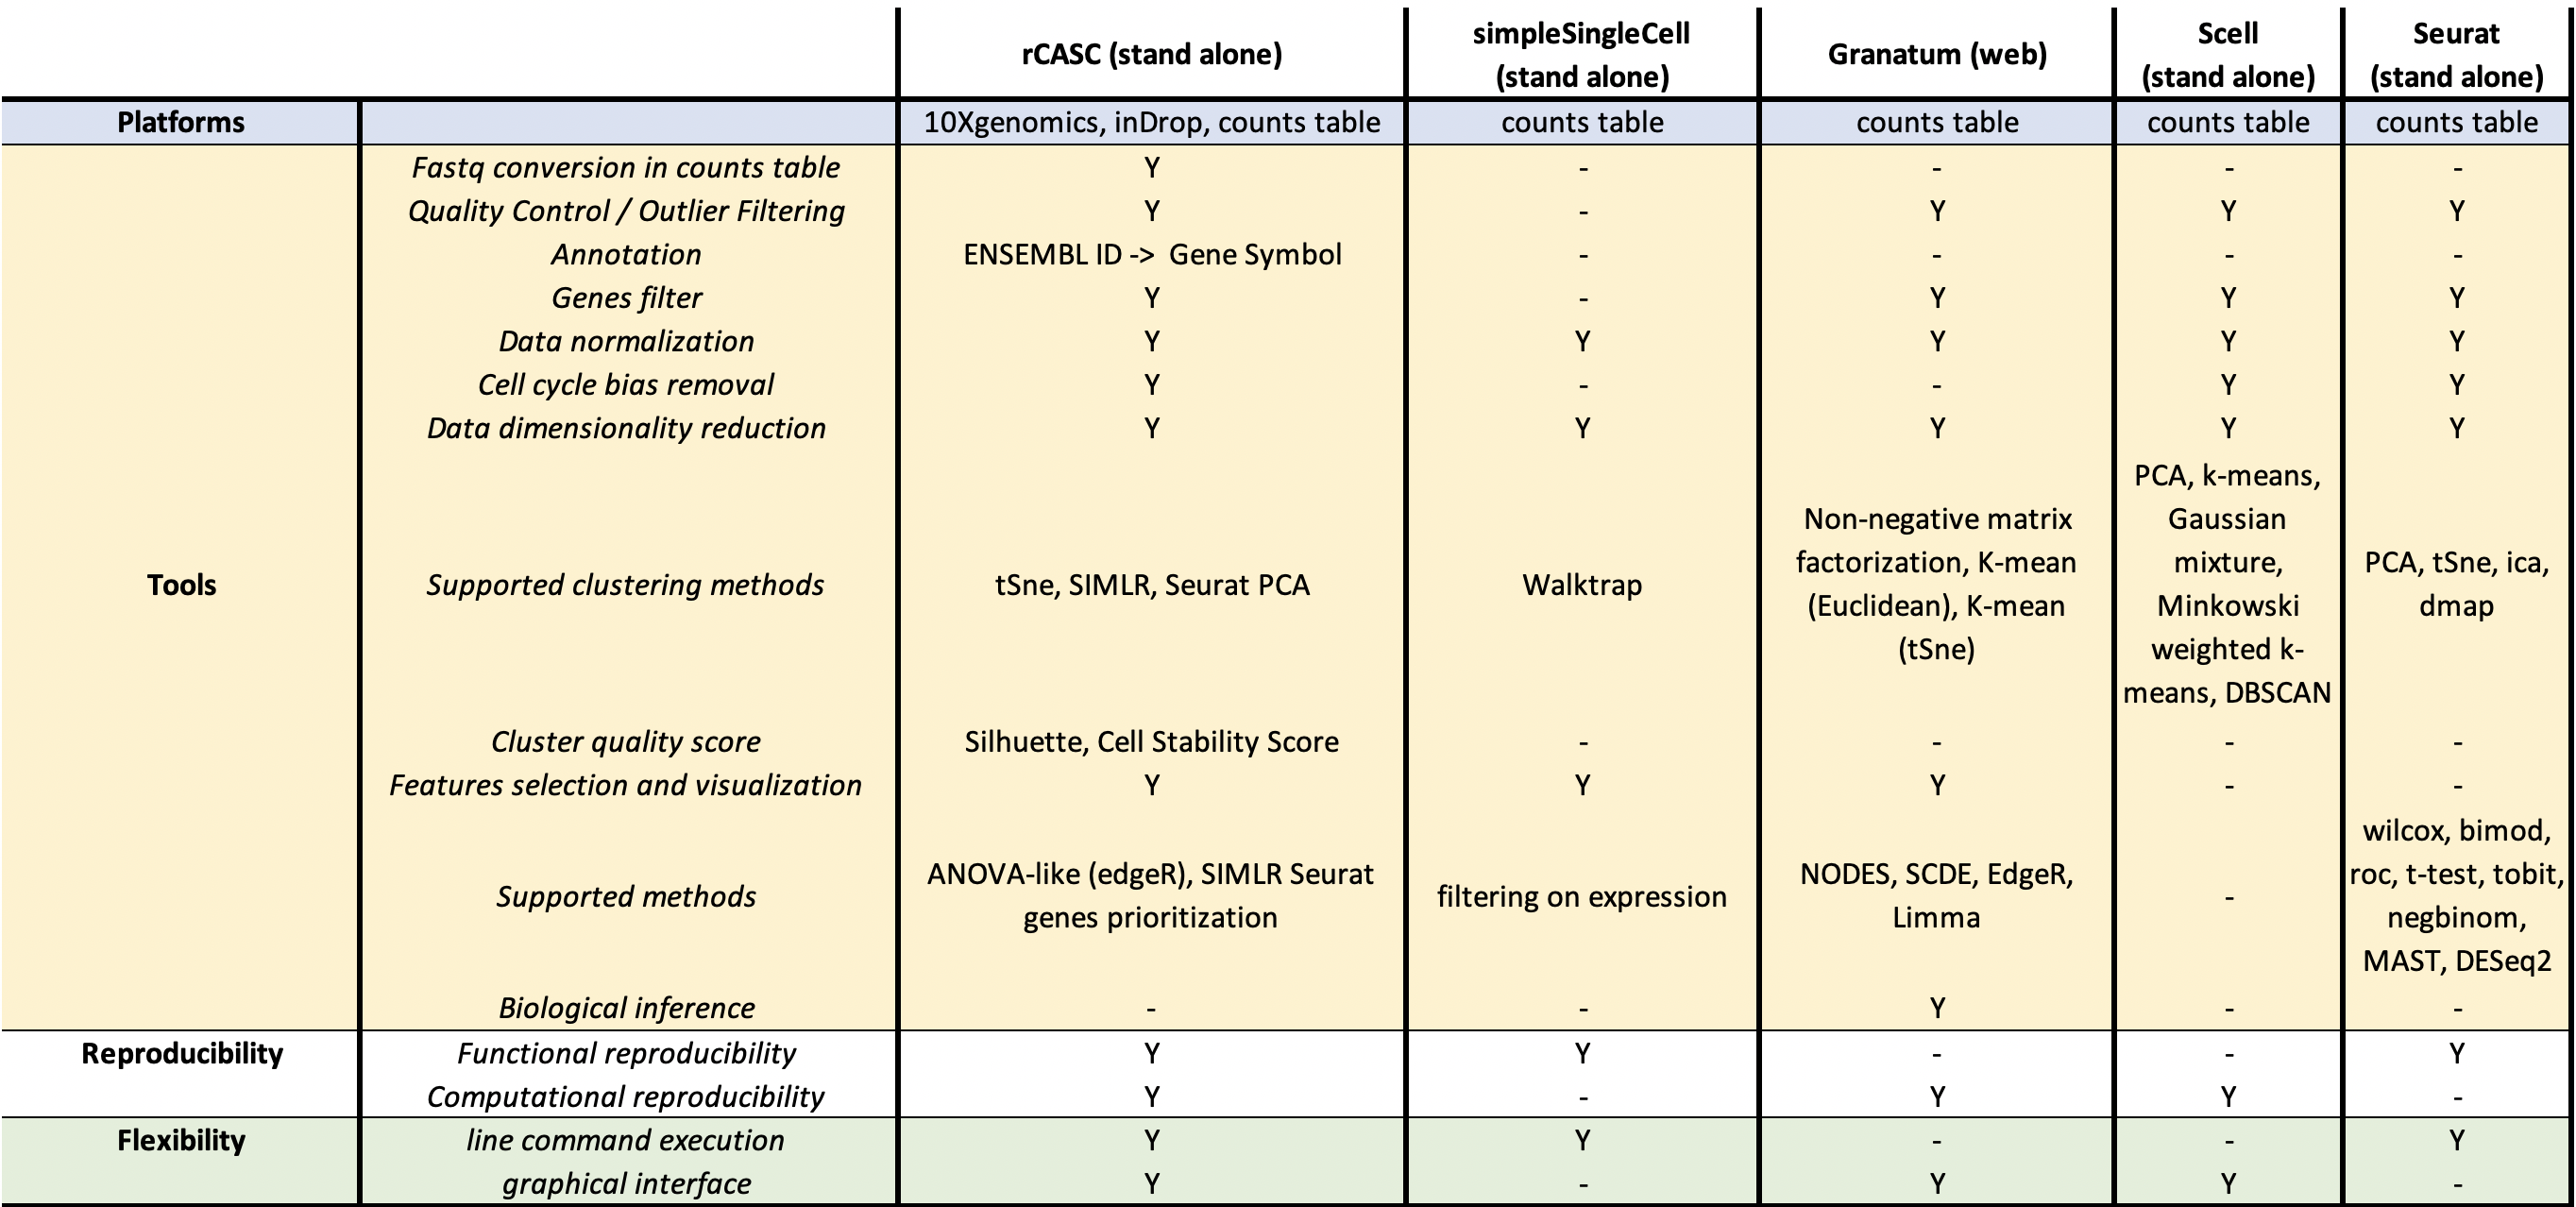 rCASC (stand alone) simpleSingleCell (stand alone) Granatum (web) Scell (stand alone) Seurat (stand alone)
Platforms 10Xgenomics, inDrop, counts table counts table counts table counts table counts table
Tools
Fastq conversion in counts table Y - - - -
Quality Control / Outlier Filtering Y - Y Y Y
Annotation ENSEMBL ID -> Gene Symbol - - - -
Genes filter Y - Y Y Y
Data normalization Y Y Y Y Y
Cell cycle bias removal Y - - Y Y
Data dimensionality reduction Y Y Y Y Y
Supported clustering methods tSne, SIMLR, Seurat PCA Walktrap Non-negative matrix factorization, K-mean (Euclidean), K-mean (tSne) PCA, k-means, Gaussian mixture, Minkowski weighted k-means, DBSCAN PCA, tSne, ica, dmap
Cluster quality score Silhuette, Cell Stability Score - - - -
Features selection and visualization Y Y Y - -
Supported methods ANOVA-like (edgeR), SIMLR Seurat genes prioritization filtering on expression NODES, SCDE, EdgeR, Limma - wilcox, bimod, roc, t-test, tobit, negbinom, MAST, DESeq2
Biological inference - - Y - -
Reproducibility Functional reproducibility Y Y - - Y
Computational reproducibility Y - Y Y -
Flexibility line command execution Y Y - - Y
graphical interface Y - Y Y -